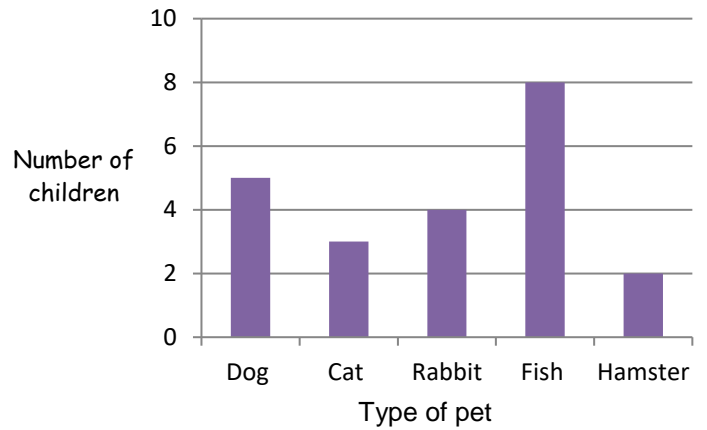 10
8
6
4
2
0
Number of
children
Dog Cat Rabbit Fish Hamster
Type of pet